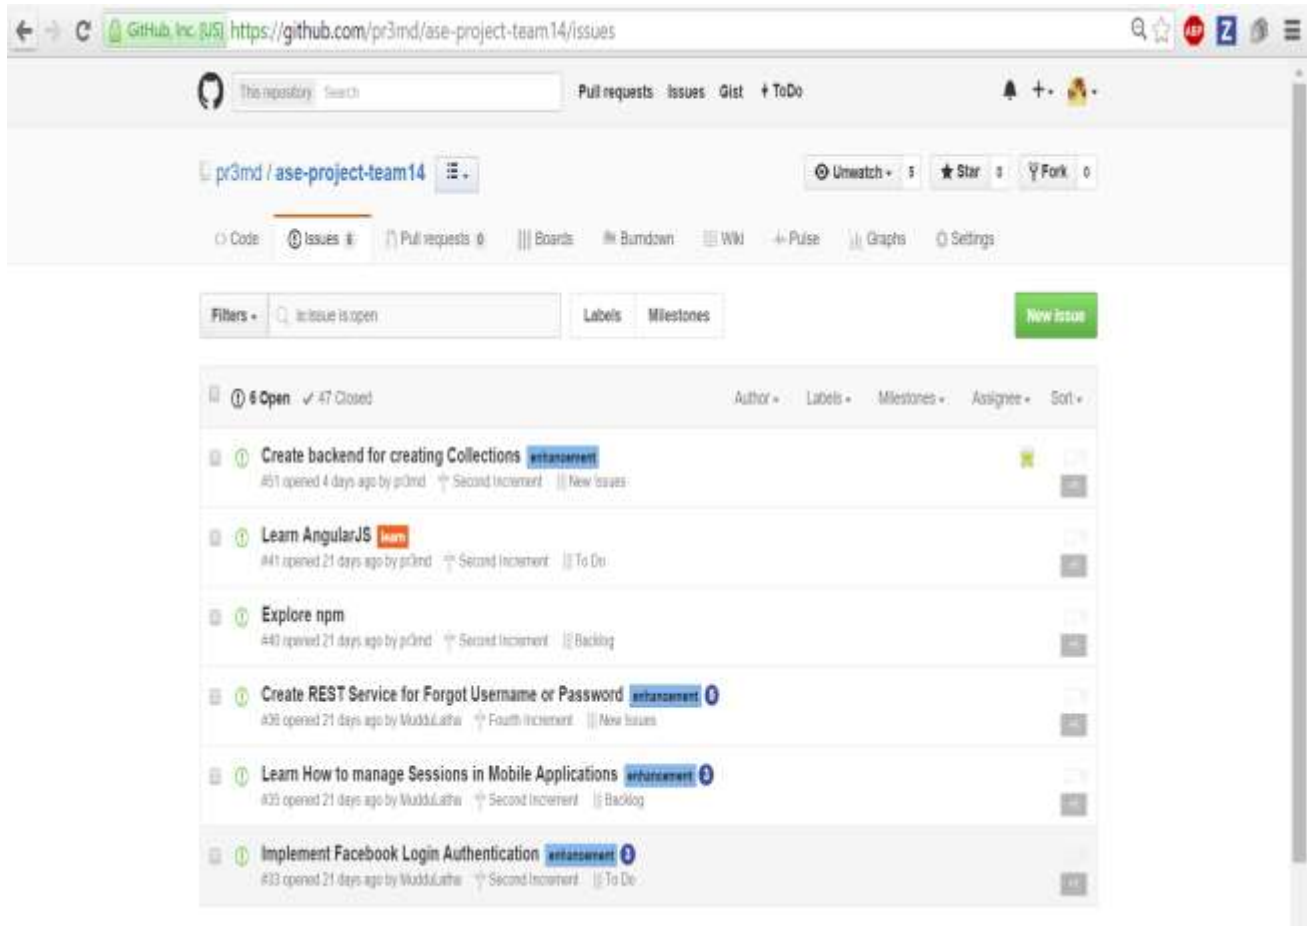 GitHub, Inc. [US] https://github.com/pr3md/ase-project-team14/issues
ABP Z
This repository Search Pull requests Issues Gist + ToDo
pr3md / ase-project-team14 Unwatch 5 Star 0 Fork 0
Code Issues 6 Pull requests 0 Boards Burndown Wiki Pulse Graphs Settings
Filters is:issue is:open Labels Milestones New issue
6 Open 47 Closed Author Labels Milestones Assignee Sort
Create backend for creating Collections enhancement
#51 opened 4 days ago by pr3md Second Increment New Issues
Learn AngularJS learn
#41 opened 21 days ago by pr3md Second Increment To Do
Explore npm
#40 opened 21 days ago by pr3md Second Increment Backlog
Create REST Service for Forgot Username or Password enhancement
#36 opened 21 days ago by MudduLatha Fourth Increment New Issues
Learn How to manage Sessions in Mobile Applications enhancement 3
#35 opened 21 days ago by MudduLatha Second Increment Backlog
Implement Facebook Login Authentication enhancement
#33 opened 21 days ago by MudduLatha Second Increment To Do